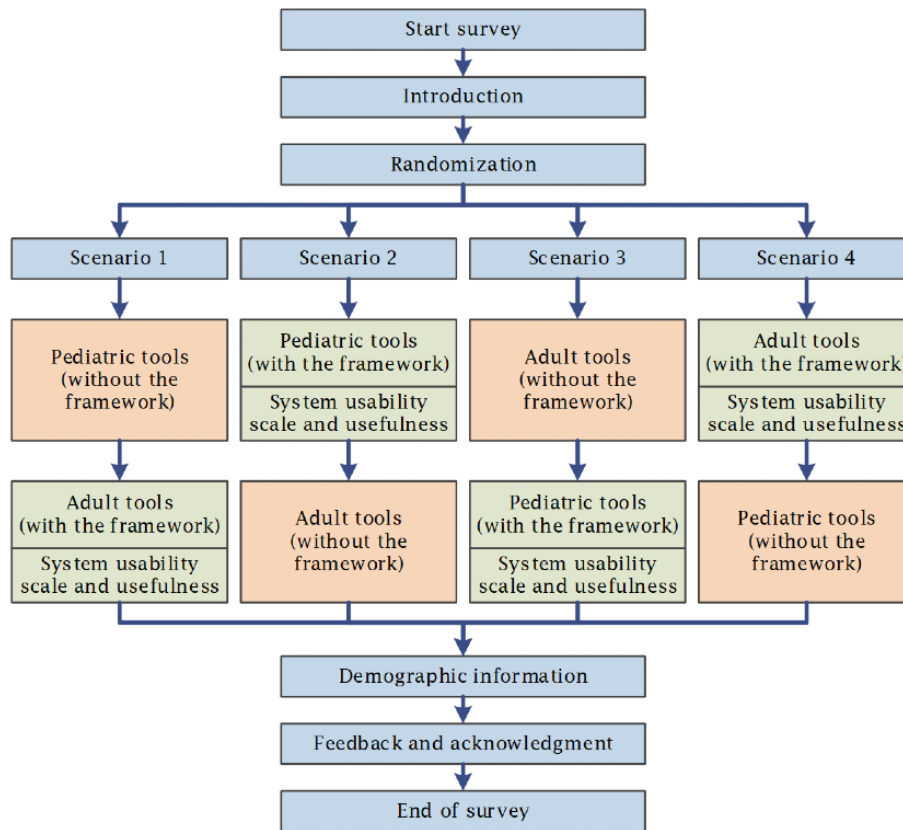 Start survey
Introduction
Randomization
Scenario 1
Scenario 2
Scenario 3
Scenario 4
Pediatric tools
(without the
framework)
Pediatric tools
(with the framework)
System usability
scale and usefulness
Adult tools
(without the
framework)
Adult tools
(with the framework)
System usability
scale and usefulness
Adult tools
(with the framework)
System usability
scale and usefulness
Adult tools
(without the
framework)
Pediatric tools
(with the framework)
System usability
scale and usefulness
Pediatric tools
(without the
framework)
Demographic information
Feedback and acknowledgment
End of survey